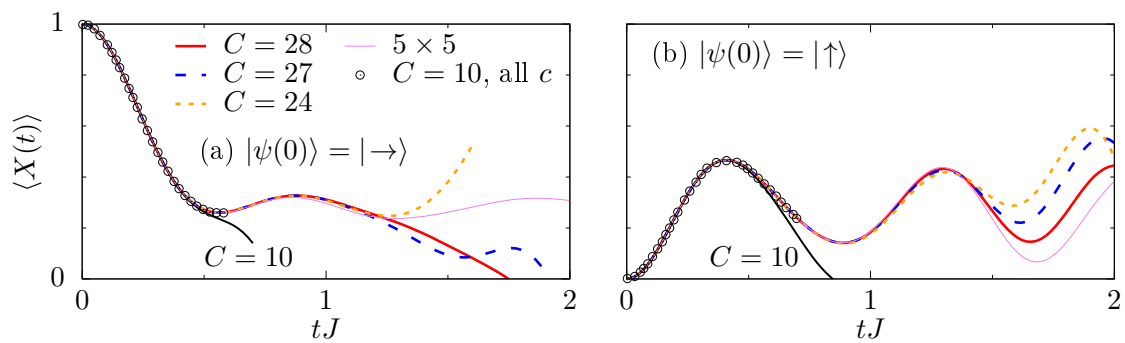 ⟨X(t)⟩
1
0
C = 28
C = 27
C = 24
5 × 5
C = 10, all c
(a) |ψ(0)⟩ = |→⟩
C = 10
0
1
2
tJ
(b) |ψ(0)⟩ = |↑⟩
C = 10
0
1
2
tJ